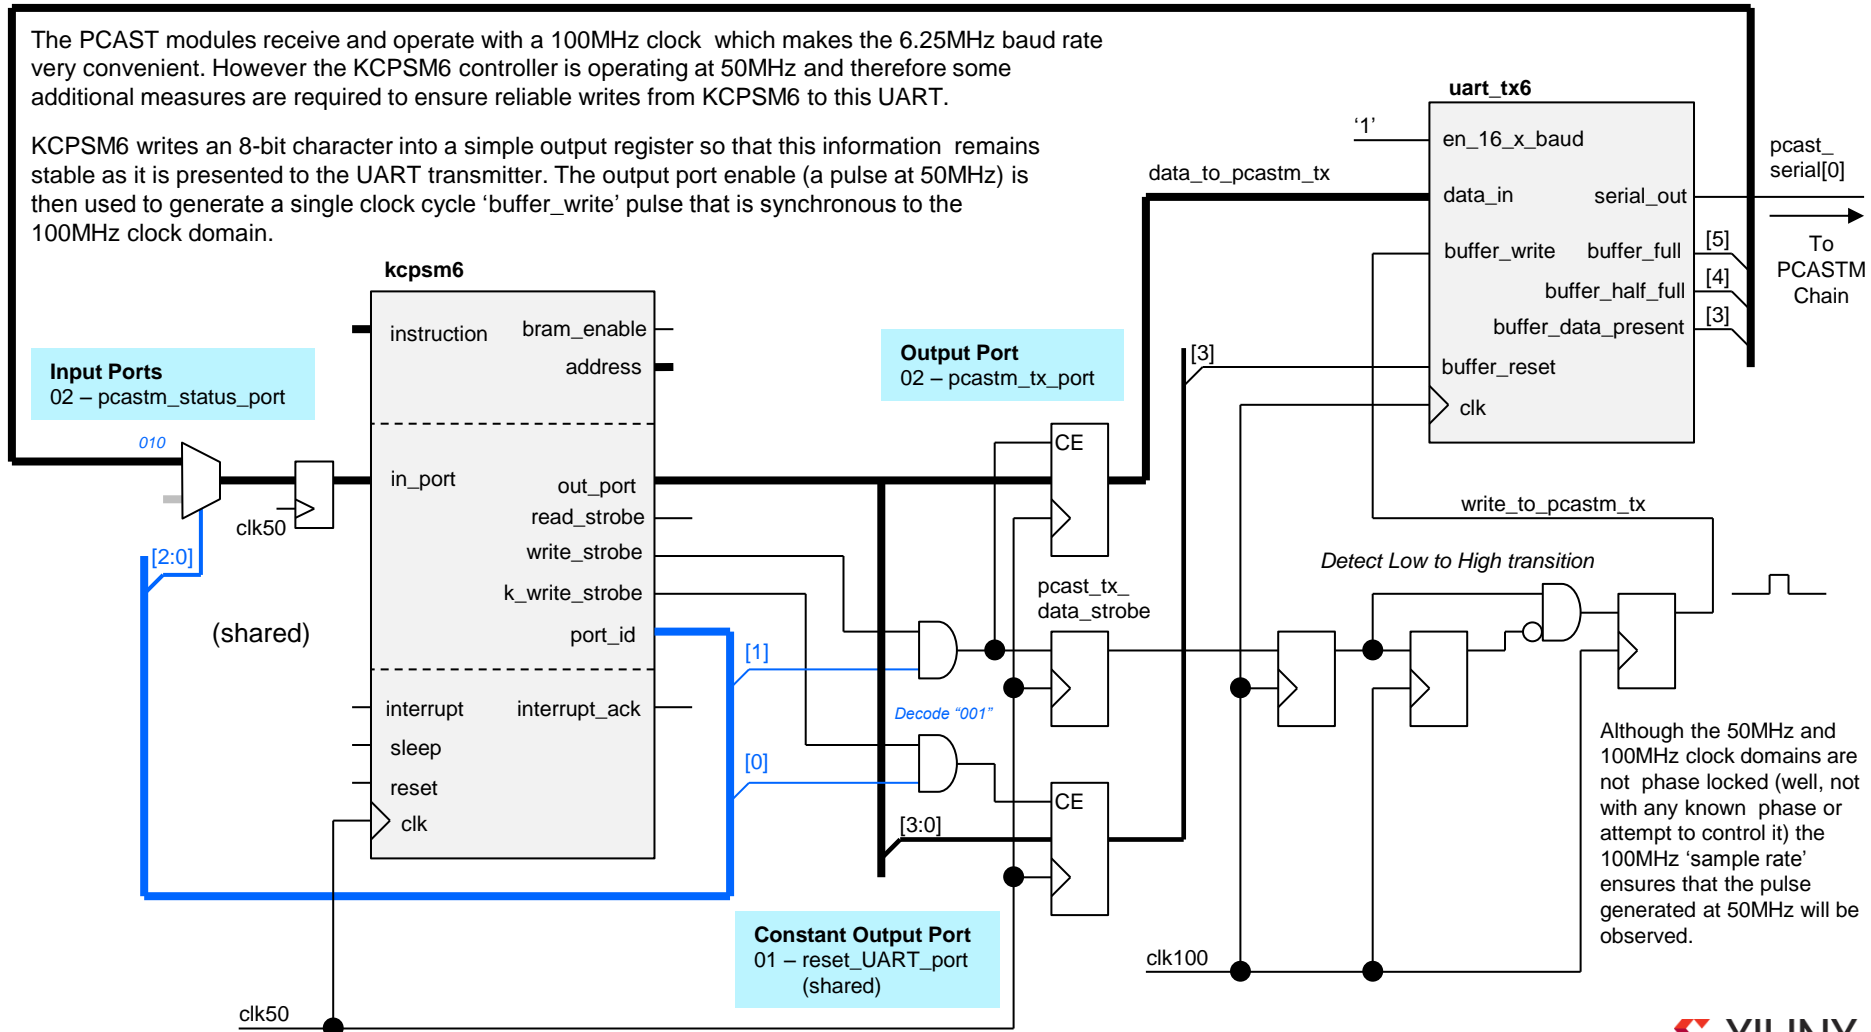 The PCAST modules receive and operate with a 100MHz clock which makes the 6.25MHz baud rate
very convenient. However the KCPSM6 controller is operating at 50MHz and therefore some
additional measures are required to ensure reliable writes from KCPSM6 to this UART.
KCPSM6 writes an 8-bit character into a simple output register so that this information remains
stable as it is presented to the UART transmitter. The output port enable (a pulse at 50MHz) is
then used to generate a single clock cycle ‘buffer_write’ pulse that is synchronous to the
100MHz clock domain.
uart_tx6
‘1’
en_16_x_baud
data_to_pcastm_tx
data_in
serial_out
pcast_
serial[0]
buffer_write
buffer_full
[5]
buffer_half_full
[4]
buffer_data_present
[3]
buffer_reset
clk
To
PCASTM
Chain
kcpsm6
instruction
bram_enable
address
Input Ports
02 – pcastm_status_port
Output Port
02 – pcastm_tx_port
[3]
010
in_port
out_port
CE
clk50
read_strobe
write_to_pcastm_tx
[2:0]
write_strobe
Detect Low to High transition
k_write_strobe
pcast_tx_
data_strobe
(shared)
port_id
[1]
interrupt
interrupt_ack
Decode “001”
sleep
[0]
reset
CE
clk
[3:0]
Although the 50MHz and
100MHz clock domains are
not phase locked (well, not
with any known phase or
attempt to control it) the
100MHz ‘sample rate’
ensures that the pulse
generated at 50MHz will be
observed.
Constant Output Port
01 – reset_UART_port
(shared)
clk100
clk50
XILINX